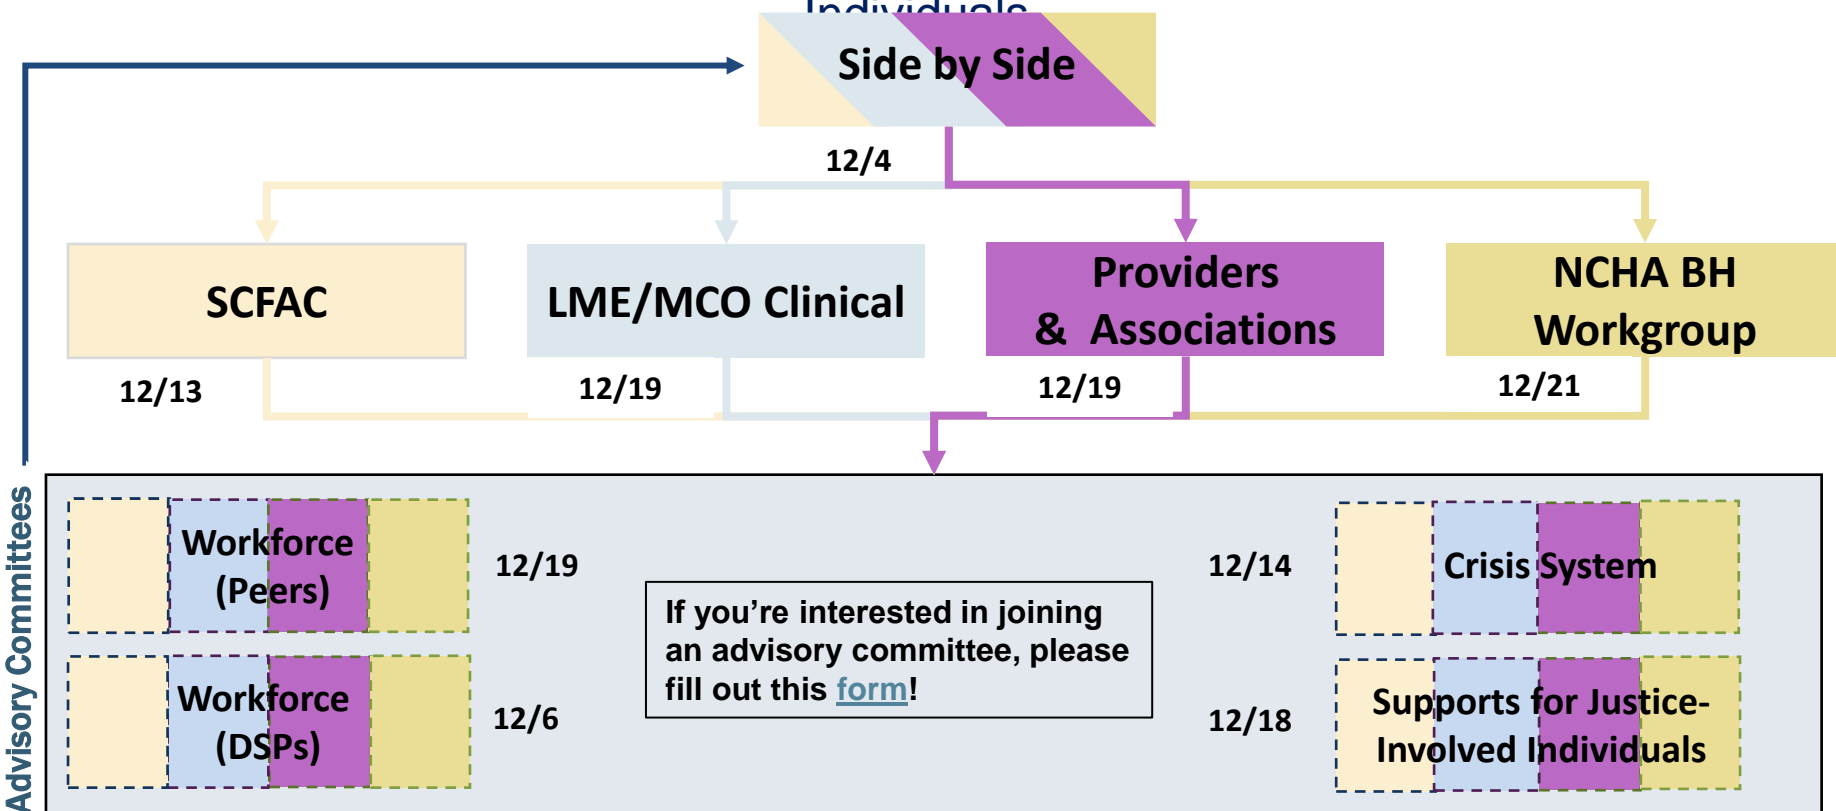 Individuals
Side by Side
12/4
SCFAC
LME/MCO Clinical
Providers
& Associations
NCHA BH
Workgroup
12/13
12/19
12/19
12/21
Advisory Committees
Workforce
(Peers)
12/19
Workforce
(DSPs)
12/6
If you’re interested in joining
an advisory committee, please
fill out this form!
12/14
Crisis System
12/18
Supports for Justice-
Involved Individuals